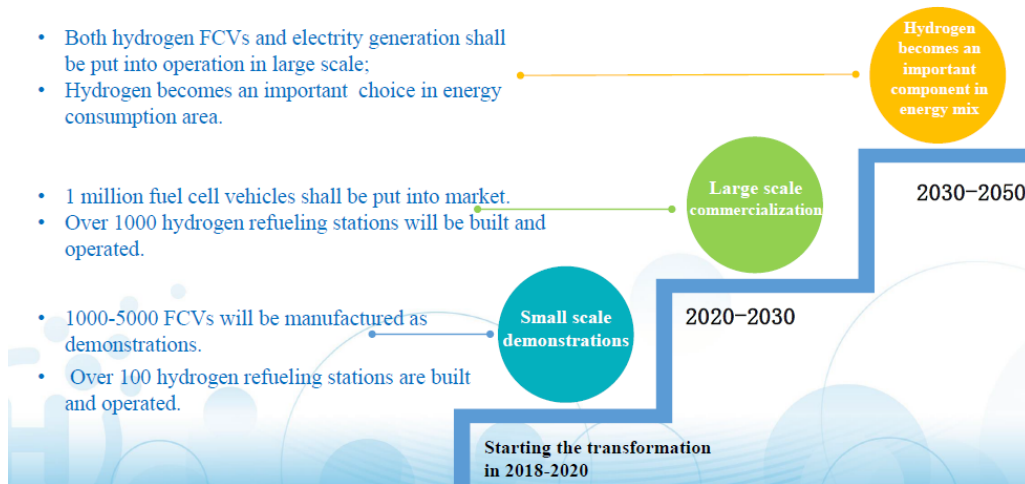 • Both hydrogen FCVs and electrity generation shall
be put into operation in large scale;
• Hydrogen becomes an important choice in energy
consumption area.
Hydrogen
becomes an
important
component in
energy mix
2030-2050
• 1 million fuel cell vehicles shall be put into market.
• Over 1000 hydrogen refueling stations will be built and
operated.
Large scale
commercialization
2020-2030
• 1000-5000 FCVs will be manufactured as
demonstrations.
• Over 100 hydrogen refueling stations are built
and operated.
Small scale
demonstrations
Starting the transformation
in 2018-2020